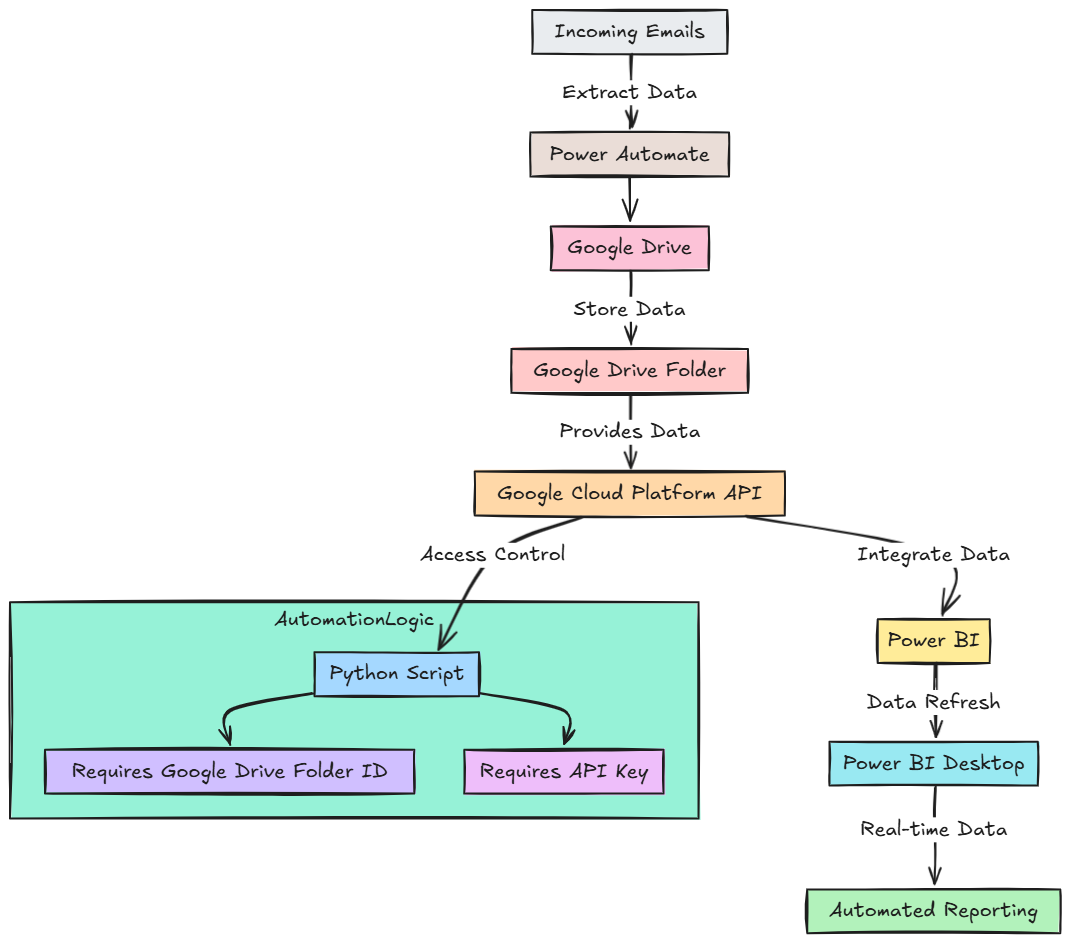 Incoming Emails
Extract Data
Power Automate
Google Drive
Store Data
Google Drive Folder
Provides Data
Google Cloud Platform API
Access Control
Integrate Data
AutomationLogic
Python Script
Requires Google Drive Folder ID
Requires API Key
Power BI
Data Refresh
Power BI Desktop
Real-time Data
Automated Reporting